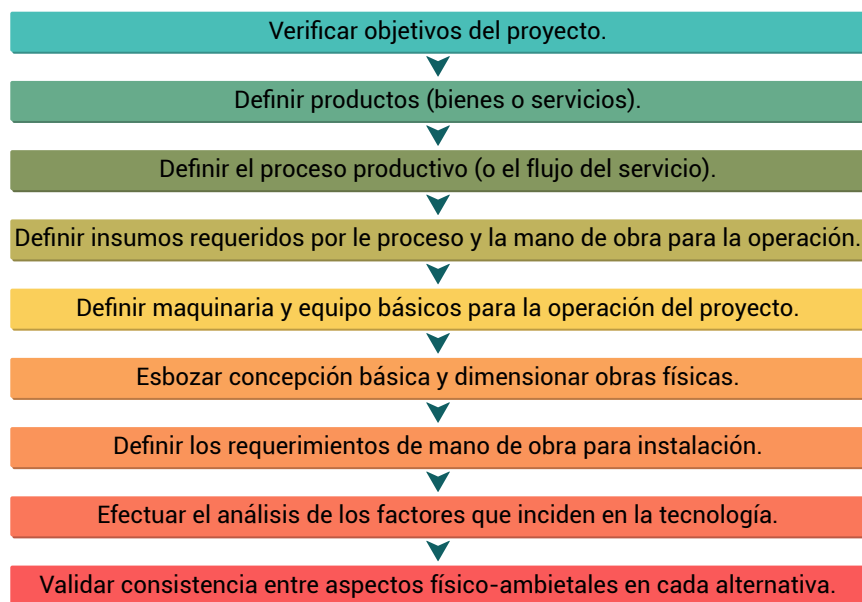 Verificar objetivos del proyecto.
Definir productos (bienes o servicios).
Definir el proceso productivo (o el flujo del servicio).
Definir insumos requeridos por le proceso y la mano de obra para la operación.
Definir maquinaria y equipo básicos para la operación del proyecto.
Esbozar concepción básica y dimensionar obras físicas.
Definir los requerimientos de mano de obra para instalación.
Efectuar el análisis de los factores que inciden en la tecnología.
Validar consistencia entre aspectos físico-ambietales en cada alternativa.